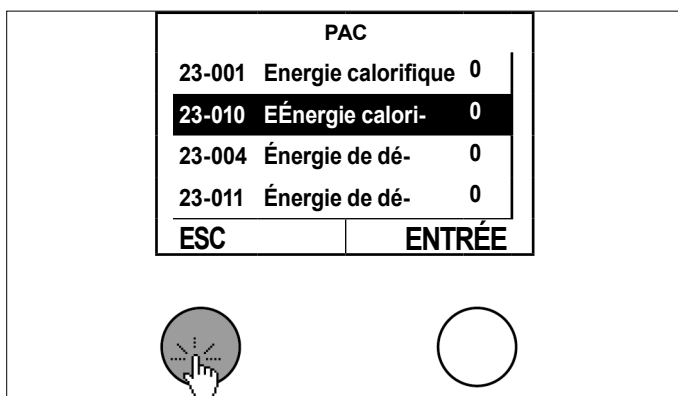 PAC
23-001 Energie calorifique 0
23-010 EÉnergie calori- 0
23-004 Énergie de dé- 0
23-011 Énergie de dé- 0
ESC ENTRÉE